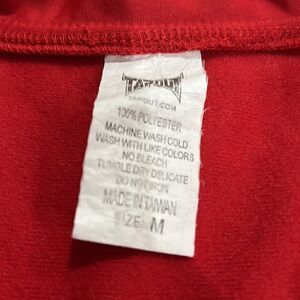 TAPOUT
TAPOUT.COM
100% POLYESTER
MACHINE WASH COLD
WASH WITH LIKE COLORS
NO BLEACH
TUMBLE DRY DELICATE
DO NOT IRON
MADE IN TAIWAN
SIZE: M